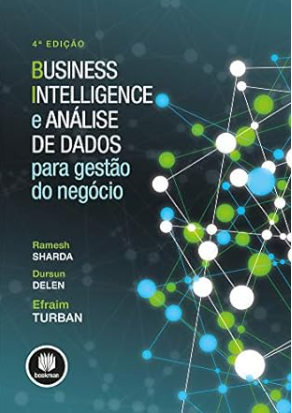 4ª EDIÇÃO
BUSINESS
INTELLIGENCE
e ANÁLISE
DE DADOS
para gestão
do negócio
Ramesh
SHARDA
Dursun
DELEN
Efraim
TURBAN
bookman